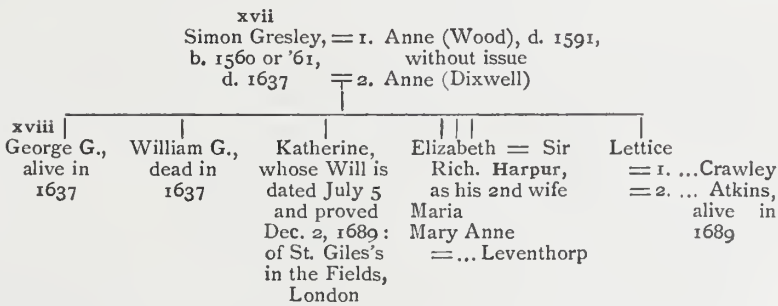 xvii
Simon Gresley, = 1. Anne (Wood), d. 1591,
b. 1560 or '61, without issue
d. 1637 = 2. Anne (Dixwell)
xviii
George G.,
alive in
1637
William G.,
dead in
1637
Katherine,
whose Will is
dated July 5
and proved
Dec. 2, 1689:
of St. Giles's
in the Fields,
London
Elizabeth = Sir
Rich. Harpur,
as his 2nd wife
Maria
Mary Anne
= ... Leventhorp
Lettice
= 1. ...Crawley
= 2. ... Atkins,
alive in
1689